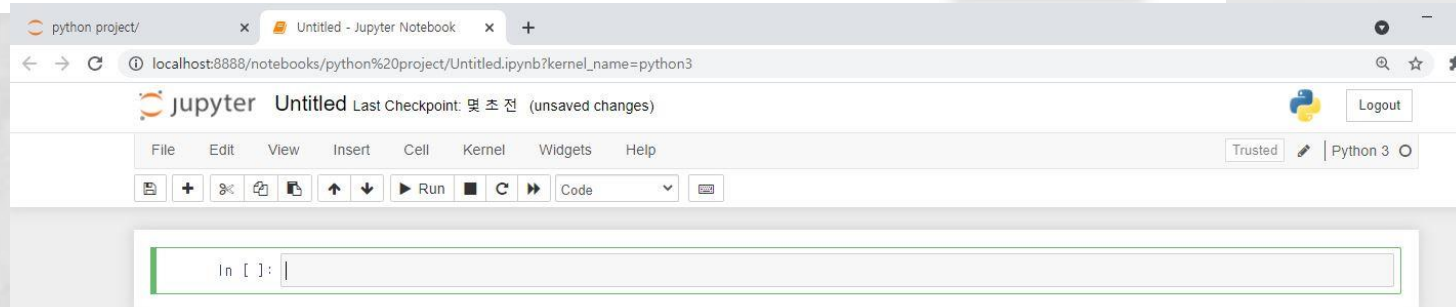 python project/
Untitled - Jupyter Notebook
localhost:8888/notebooks/python%20project/Untitled.ipynb?kernel_name=python3
jupyter Untitled Last Checkpoint: 몇 초 전 (unsaved changes)
Logout
File Edit View Insert Cell Kernel Widgets Help
Trusted Python 3
Run Code
In [ ]: